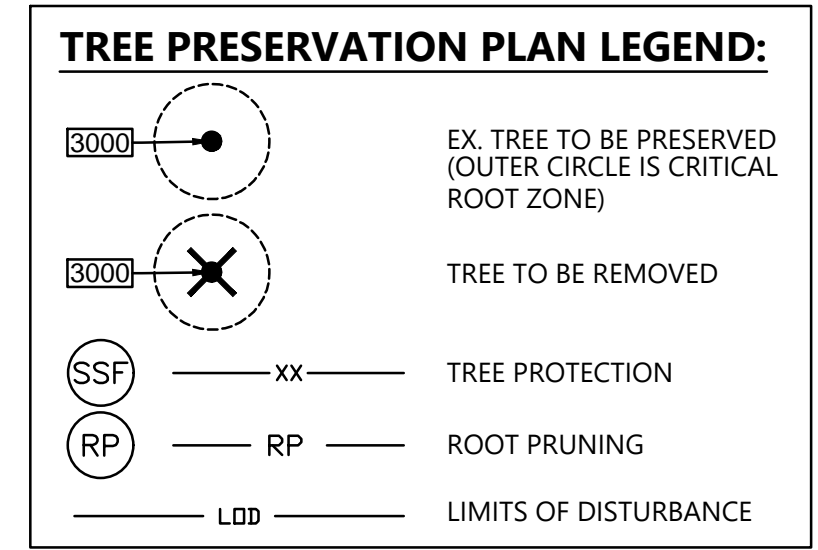 TREE PRESERVATION PLAN LEGEND:
3000 EX. TREE TO BE PRESERVED
(OUTER CIRCLE IS CRITICAL
ROOT ZONE)
3000 TREE TO BE REMOVED
SSF XX TREE PROTECTION
RP RP ROOT PRUNING
LOD LIMITS OF DISTURBANCE